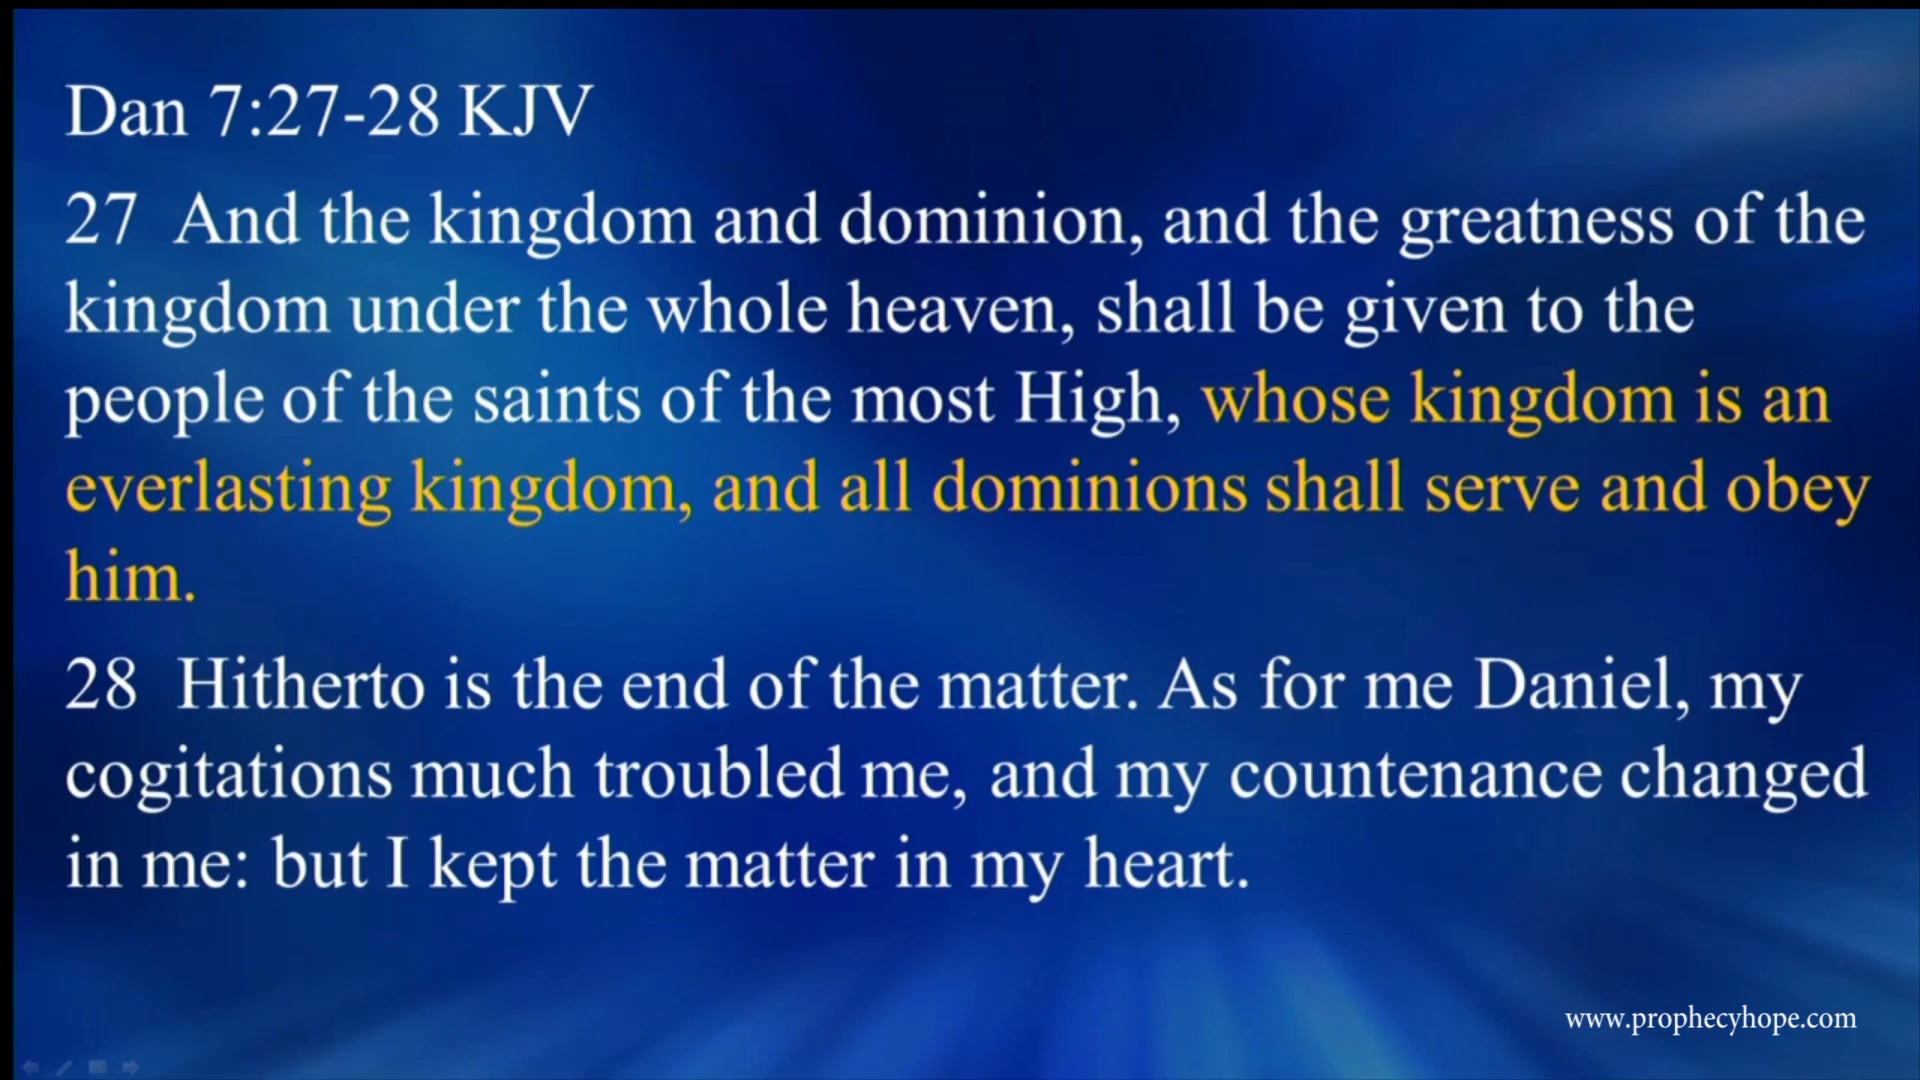 Dan 7:27-28 KJV
27 And the kingdom and dominion, and the greatness of the
kingdom under the whole heaven, shall be given to the
people of the saints of the most High, whose kingdom is an
everlasting kingdom, and all dominions shall serve and obey
him.
28 Hitherto is the end of the matter. As for me Daniel, my
cogitations much troubled me, and my countenance changed
in me: but I kept the matter in my heart.
www.prophecyhope.com